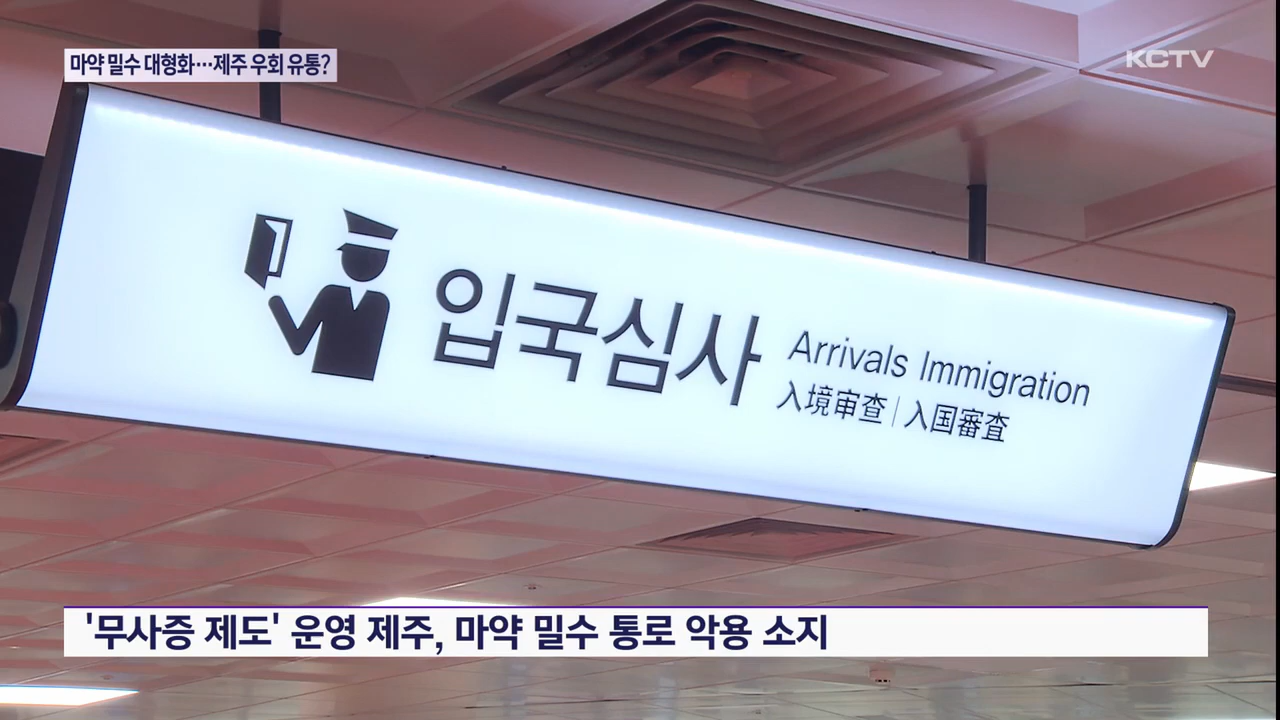 마약 밀수 대형화…제주 우회 유통?
KCTV
입국심사
Arrivals Immigration
入境审查 | 入国審査
'무사증 제도' 운영 제주, 마약 밀수 통로 악용 소지